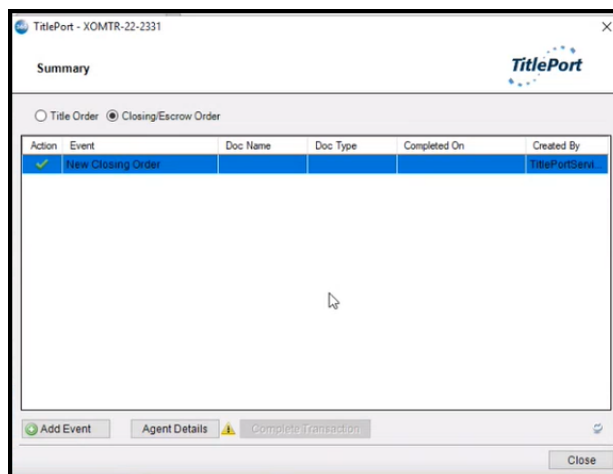 TitlePort - XOMTR-22-2331
Summary
TitlePort
Title Order Closing/Escrow Order
Action Event Doc Name Doc Type Completed On Created By
New Closing Order TitlePortServi...
Add Event Agent Details Complete Transaction
Close